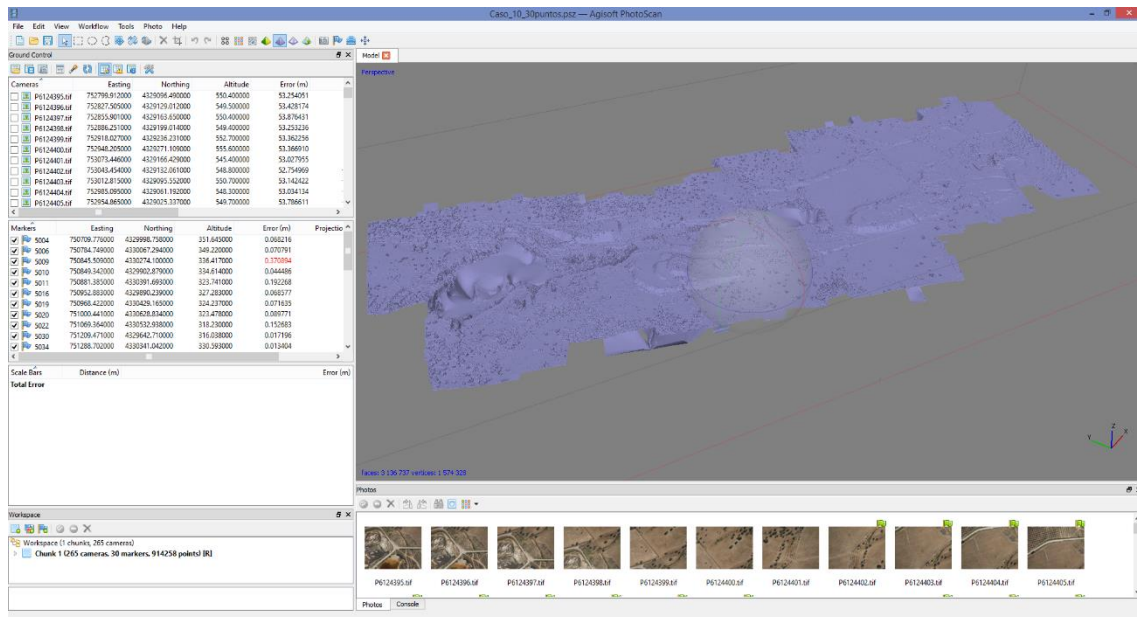 Caso_10_30puntos.psz — Agisoft PhotoScan
File Edit View Workflow Tools Photo Help
Ground Control
Cameras Easting Northing Altitude Error (m)
P6124395.tif 752799.912000 4329096.490000 550.400000 53.254051
P6124396.tif 752827.505000 4329129.012000 549.500000 53.428174
P6124397.tif 752855.901000 4329163.650000 550.400000 53.876431
P6124398.tif 752886.251000 4329199.014000 549.400000 53.253236
P6124399.tif 752918.027000 4329236.231000 552.700000 53.362256
P6124400.tif 752948.205000 4329271.109000 555.600000 53.366910
P6124401.tif 753073.446000 4329166.429000 545.400000 53.027955
P6124402.tif 753043.454000 4329132.061000 548.800000 52.754969
P6124403.tif 753012.815000 4329095.552000 550.700000 53.142422
P6124404.tif 752985.095000 4329061.192000 548.300000 53.034134
P6124405.tif 752954.865000 4329025.337000 549.700000 53.786611
Markers Easting Northing Altitude Error (m) Projectio
5004 750709.776000 4329998.758000 351.645000 0.068216
5006 750784.749000 4330067.294000 349.220000 0.070791
5009 750845.509000 4330274.100000 336.417000 0.370894
5010 750849.342000 4329902.879000 334.614000 0.044486
5011 750881.385000 4330391.693000 323.741000 0.192268
5016 750952.883000 4329890.239000 327.283000 0.068577
5019 750968.422000 4330429.165000 324.237000 0.071635
5020 751000.441000 4330628.834000 323.478000 0.089771
5022 751069.364000 4330532.938000 318.230000 0.152683
5030 751209.471000 4329642.710000 316.038000 0.017196
5034 751288.702000 4330341.042000 330.593000 0.013404
Scale Bars Distance (m) Error (m)
Total Error
Workspace
Workspace (1 chunks, 265 cameras)
Chunk 1 (265 cameras, 30 markers, 914258 points) [R]
Model
Perspective
Z
Y X
faces: 9 136 737 vertices: 1 574 328
Photos
P6124395.tif P6124396.tif P6124397.tif P6124398.tif P6124399.tif P6124400.tif P6124401.tif P6124402.tif P6124403.tif P6124404.tif P6124405.tif
Photos Console